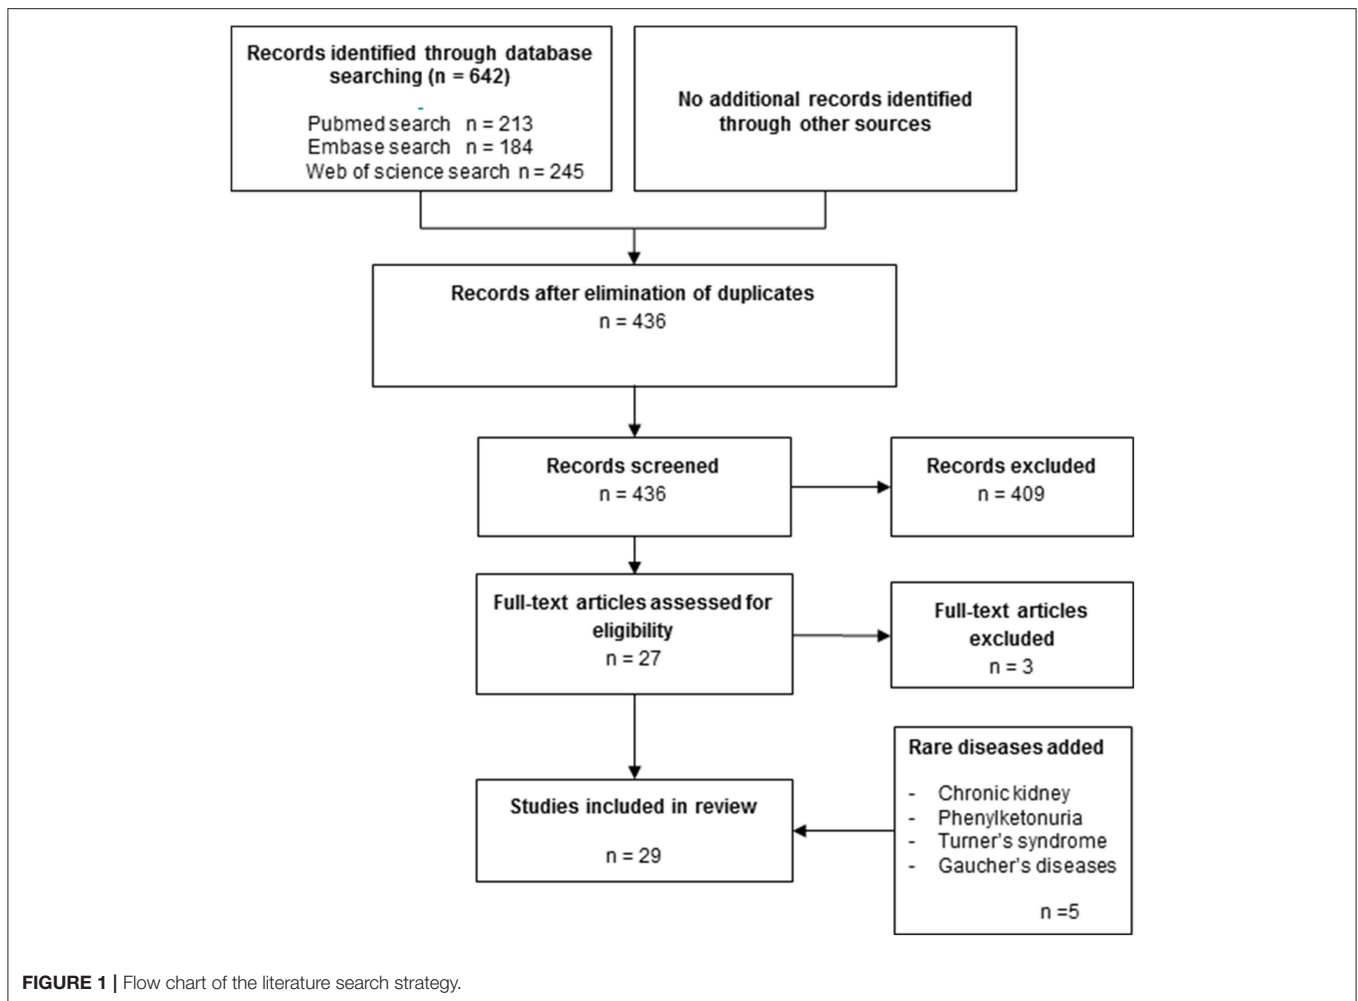 Records identified through database
searching (n = 642)
Pubmed search n = 213
Embase search n = 184
Web of science search n = 245
No additional records identified
through other sources
Records after elimination of duplicates
n = 436
Records screened
n = 436
Records excluded
n = 409
Full-text articles assessed for
eligibility
n = 27
Full-text articles
excluded
n = 3
Rare diseases added
- Chronic kidney
- Phenylketonuria
- Turner's syndrome
- Gaucher's diseases
n =5
Studies included in review
n = 29
FIGURE 1 | Flow chart of the literature search strategy.